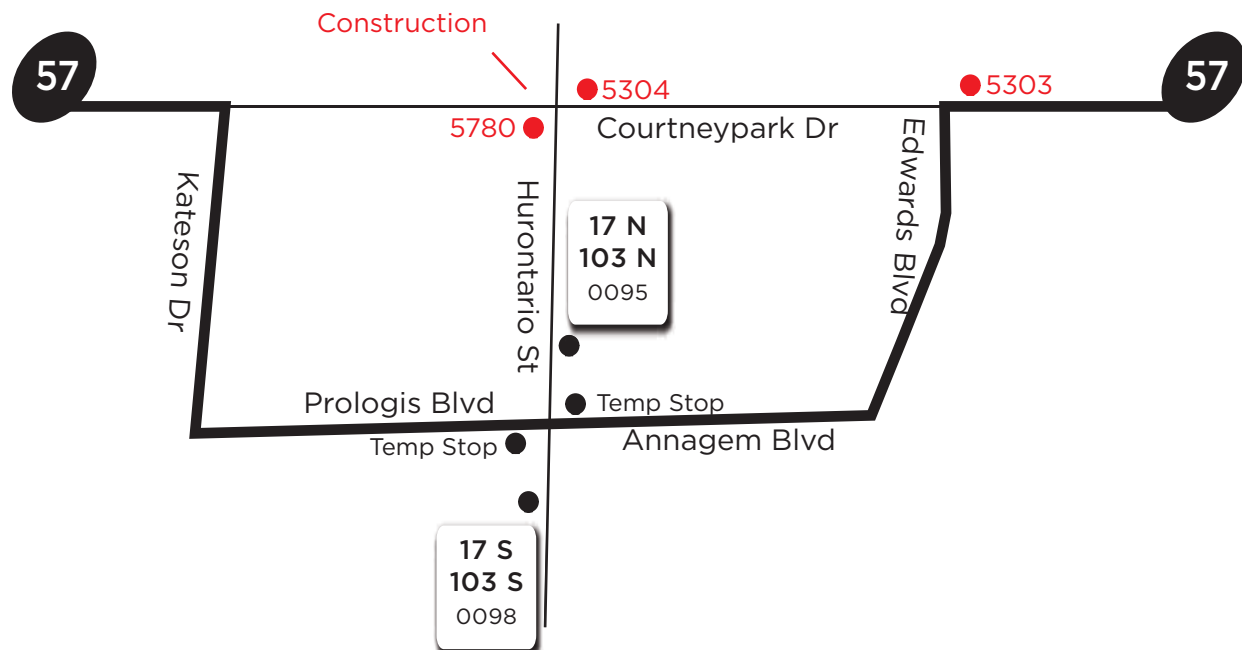 Construction
57
5304
5303
57
5780
Courtneypark Dr
Kateson Dr
Hurontario St
Edwards Blvd
17 N
103 N
0095
Prologis Blvd
Temp Stop
Temp Stop
Annagem Blvd
17 S
103 S
0098